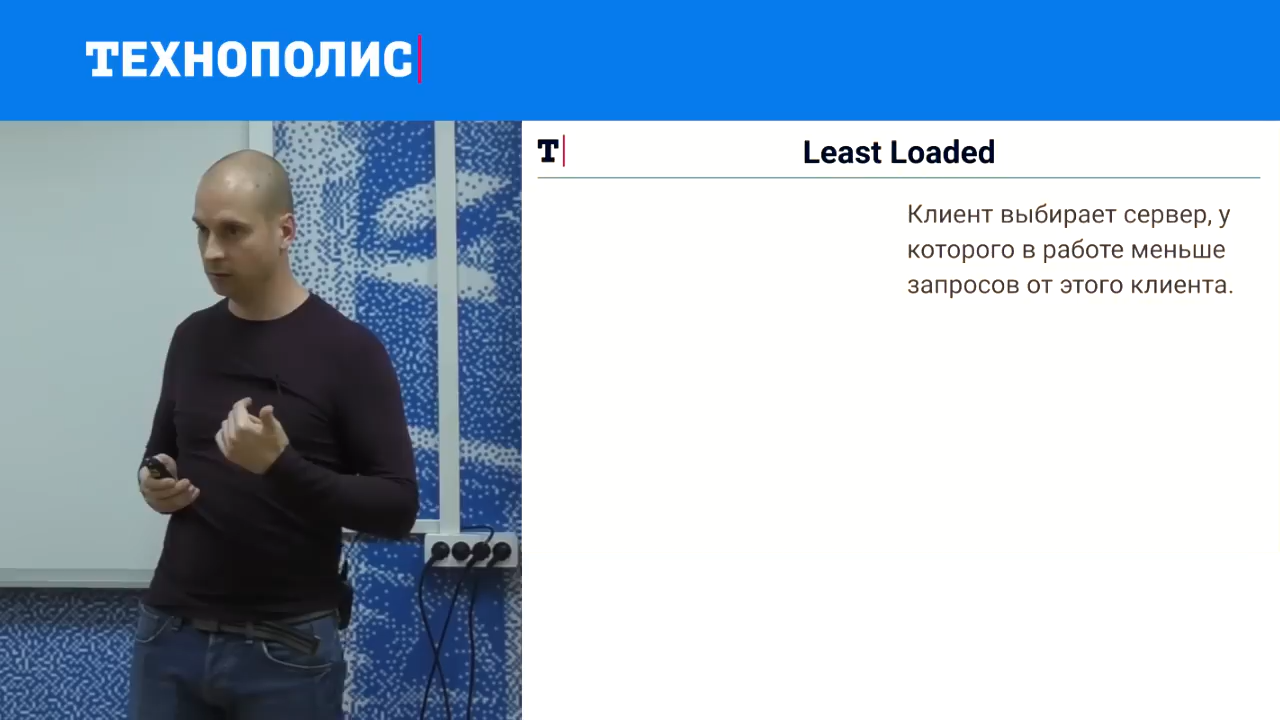 ТЕХНОПОЛИС
Т
Least Loaded
Клиент выбирает сервер, у
которого в работе меньше
запросов от этого клиента.